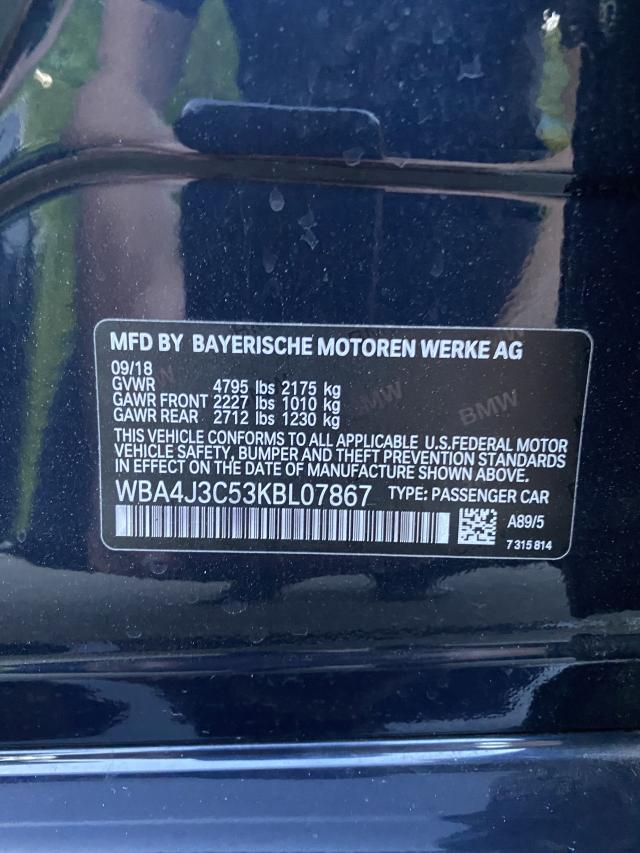 MFD BY BAYERISCHE MOTOREN WERKE AG
09/18
GVWR 4795 lbs 2175 kg
GAWR FRONT 2227 lbs 1010 kg
GAWR REAR 2712 lbs 1230 kg
THIS VEHICLE CONFORMS TO ALL APPLICABLE U.S.FEDERAL MOTOR
VEHICLE SAFETY, BUMPER AND THEFT PREVENTION STANDARDS
IN EFFECT ON THE DATE OF MANUFACTURE SHOWN ABOVE.
WBA4J3C53KBL07867 TYPE: PASSENGER CAR
A89/5
7 315 814
BMW
BMW